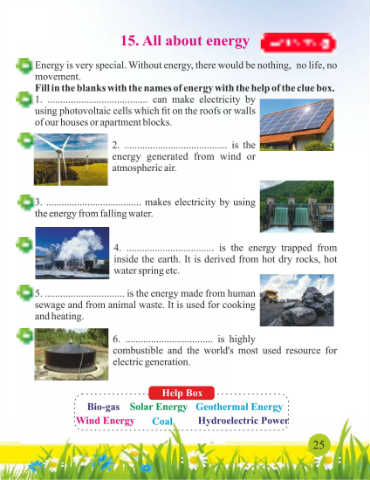 15. All about energy
Energy is very special. Without energy, there would be nothing, no life, no
movement.
Fill in the blanks with the names of energy with the help of the clue box.
1. ........................................ can make electricity by
using photovoltaic cells which fit on the roofs or walls
of our houses or apartment blocks.
2. ........................................ is the
energy generated from wind or
atmospheric air.
3. ..................................... makes electricity by using
the energy from falling water.
4. .................................. is the energy trapped from
inside the earth. It is derived from hot dry rocks, hot
water spring etc.
5. ............................... is the energy made from human
sewage and from animal waste. It is used for cooking
and heating.
6. .................................. is highly
combustible and the world's most used resource for
electric generation.
Help Box
Bio-gas Solar Energy Geothermal Energy
Wind Energy Coal Hydroelectric Power
25